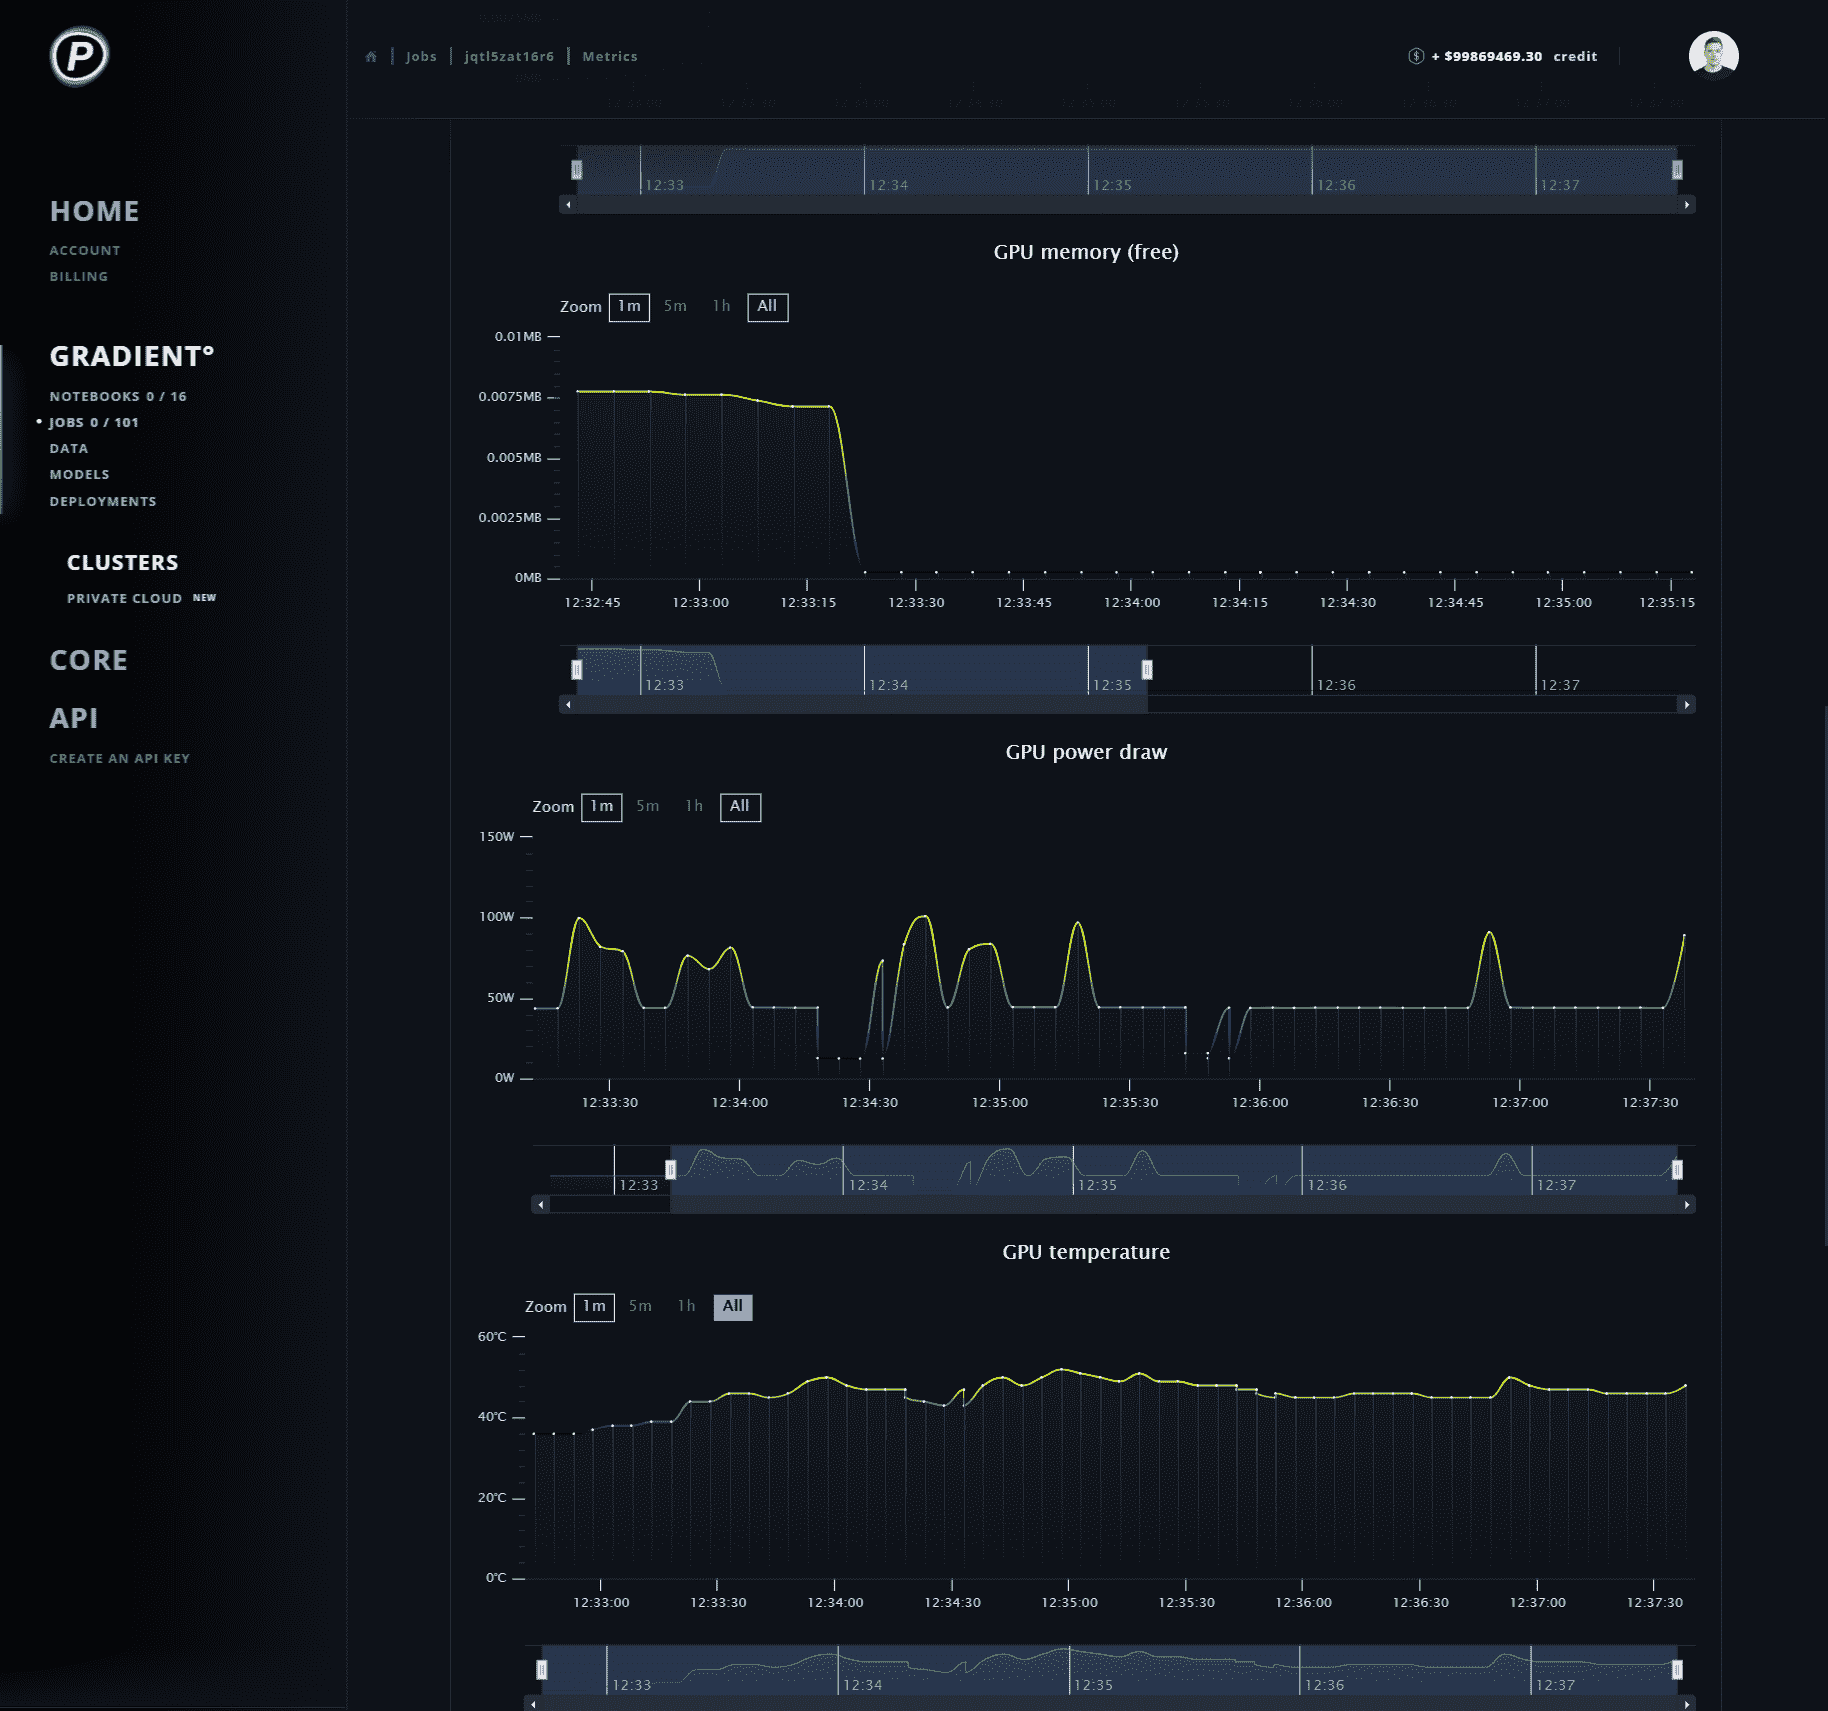 P
Jobs jqtl5zat16r6 Metrics
+ $99869469.30 credit
HOME
ACCOUNT
BILLING
GRADIENT°
NOTEBOOKS 0 / 16
JOBS 0 / 101
DATA
MODELS
DEPLOYMENTS
CLUSTERS
PRIVATE CLOUD NEW
CORE
API
CREATE AN API KEY
12:33 12:34 12:35 12:36 12:37
GPU memory (free)
Zoom 1m 5m 1h All
0.01MB
0.0075MB
0.005MB
0.0025MB
0MB
12:32:45 12:33:00 12:33:15 12:33:30 12:33:45 12:34:00 12:34:15 12:34:30 12:34:45 12:35:00 12:35:15
12:33 12:34 12:35 12:36 12:37
GPU power draw
Zoom 1m 5m 1h All
150W
100W
50W
0W
12:33:30 12:34:00 12:34:30 12:35:00 12:35:30 12:36:00 12:36:30 12:37:00 12:37:30
12:33 12:34 12:35 12:36 12:37
GPU temperature
Zoom 1m 5m 1h All
60°C
40°C
20°C
0°C
12:33:00 12:33:30 12:34:00 12:34:30 12:35:00 12:35:30 12:36:00 12:36:30 12:37:00 12:37:30
12:33 12:34 12:35 12:36 12:37